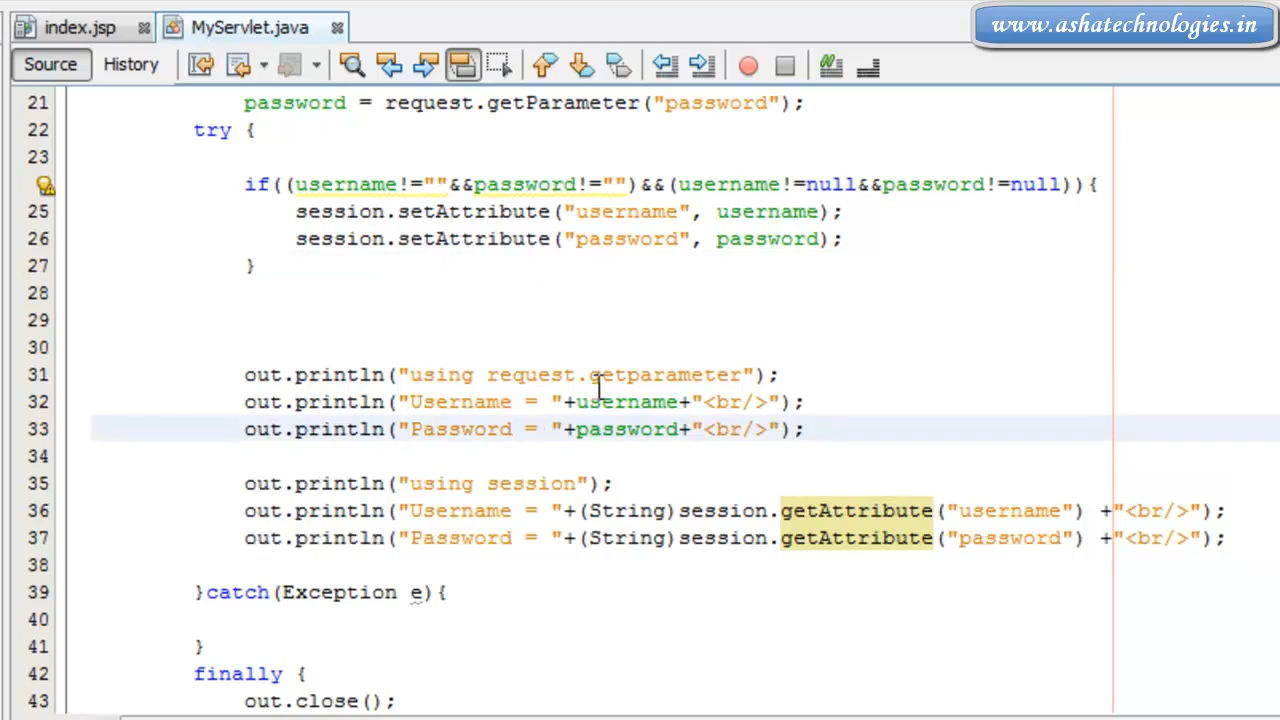 index.jsp MyServlet.java www.ashatechnologies.in
Source History
21 password = request.getParameter("password");
22 try {
23
if((username!=""&&password!="")&&(username!=null&&password!=null)){
25 session.setAttribute("username", username);
26 session.setAttribute("password", password);
27 }
28
29
30
31 out.println("using request.getparameter");
32 out.println("Username = "+username+"<br/>");
33 out.println("Password = "+password+"<br/>");
34
35 out.println("using session");
36 out.println("Username = "+(String)session.getAttribute("username") +"<br/>");
37 out.println("Password = "+(String)session.getAttribute("password") +"<br/>");
38
39 }catch(Exception e){
40
41 }
42 finally {
43 out.close();